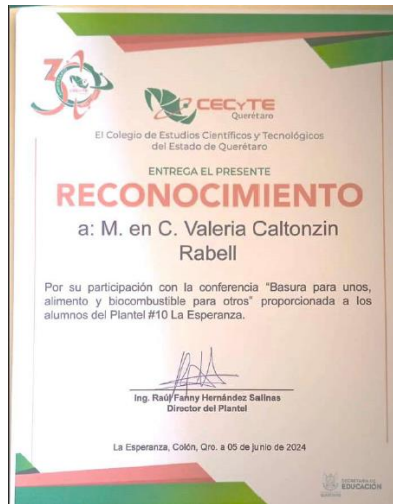 30
CECyTE
Querétaro
El Colegio de Estudios Científicos y Tecnológicos
del Estado de Querétaro
ENTREGA EL PRESENTE
RECONOCIMIENTO
a: M. en C. Valeria Caltonzin
Rabell
Por su participación con la conferencia "Basura para unos,
alimento y biocombustible para otros" proporcionada a los
alumnos del Plantel #10 La Esperanza.
Ing. Raúl Fanny Hernández Salinas
Director del Plantel
La Esperanza, Colón, Qro. a 05 de junio de 2024
SECRETARÍA DE
EDUCACIÓN